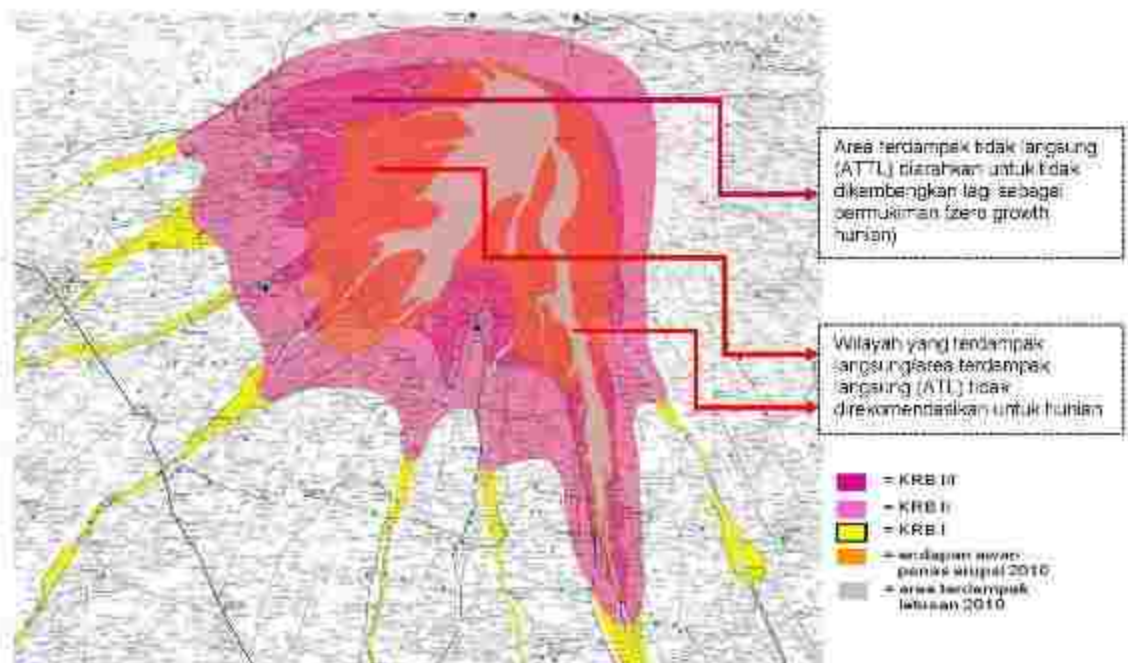 Area terdampak tidak langsung
(ATTL) diarahkan untuk tidak
dikembangkan lagi sebagai
permukiman (zero growth
hunian)
Wilayah yang terdampak
langsung/area terdampak
langsung (ATL) tidak
direkomendasikan untuk hunian
= KRB III
= KRB II
= KRB I
= endapan awan
panas erupsi 2010
= area terdampak
letusan 2010